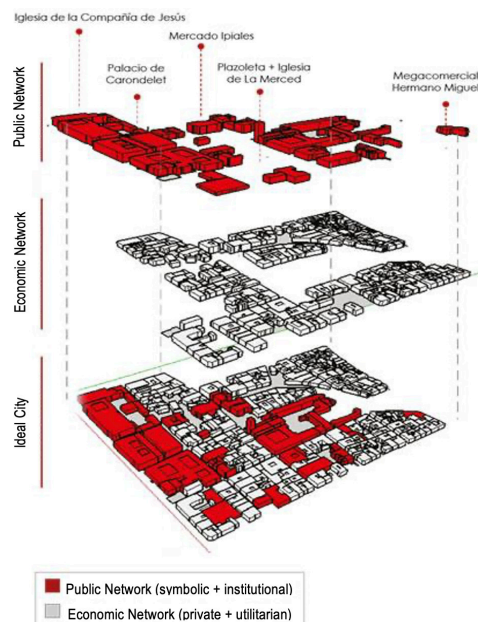 Iglesia de la Compañía de Jesús
Mercado Ipiales
Palacio de
Carondelet
Plazoleta + Iglesia
de La Merced
Megacomercial
Hermano Miguel
Public Network
Economic Network
Ideal City
Public Network (symbolic + institutional)
Economic Network (private + utilitarian)